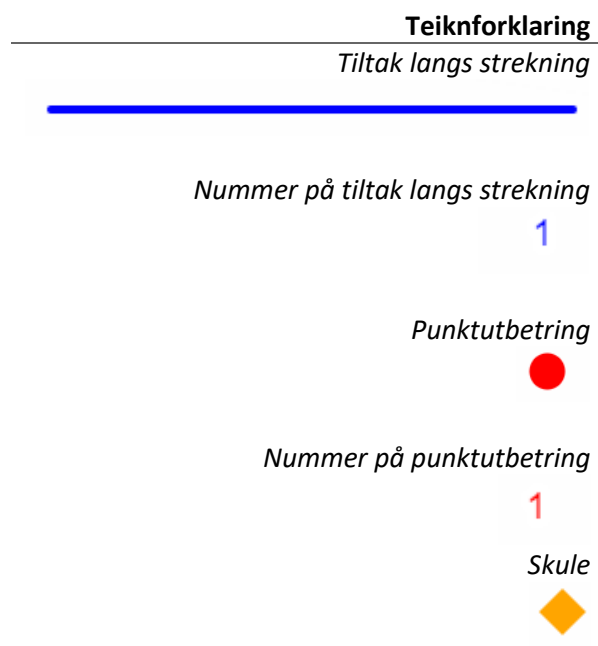 Teiknforklaring
Tiltak langs strekning
Nummer på tiltak langs strekning
1
Punktutbetring
Nummer på punktutbetring
1
Skule